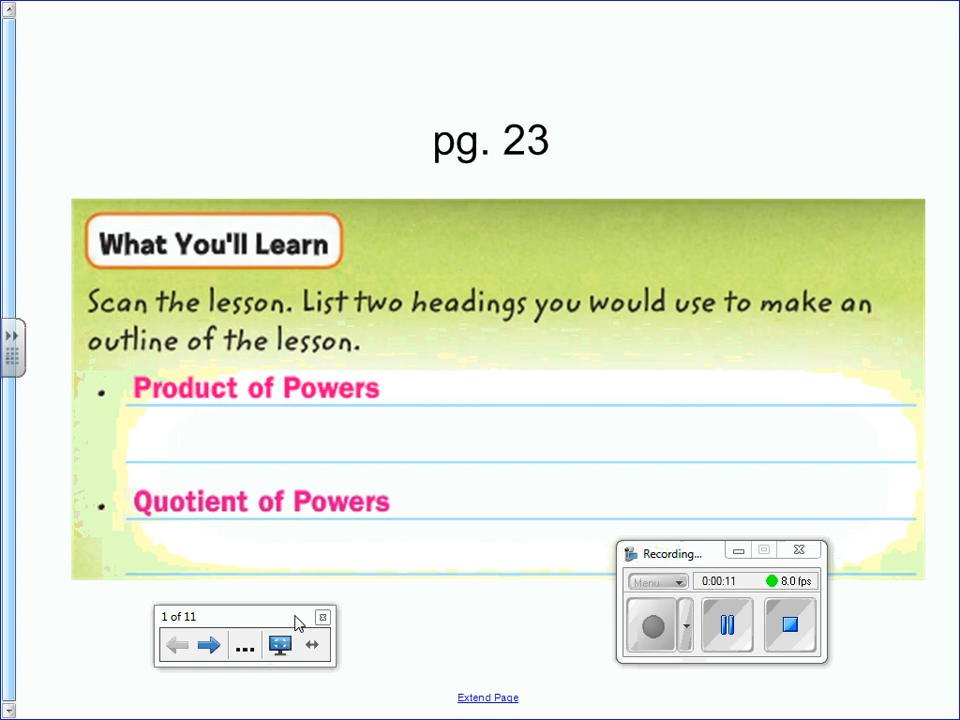 pg. 23
What You'll Learn
Scan the lesson. List two headings you would use to make an
outline of the lesson.
• Product of Powers
• Quotient of Powers
Recording...
Menu
0:00:11
8.0 fps
1 of 11
...
Extend Page